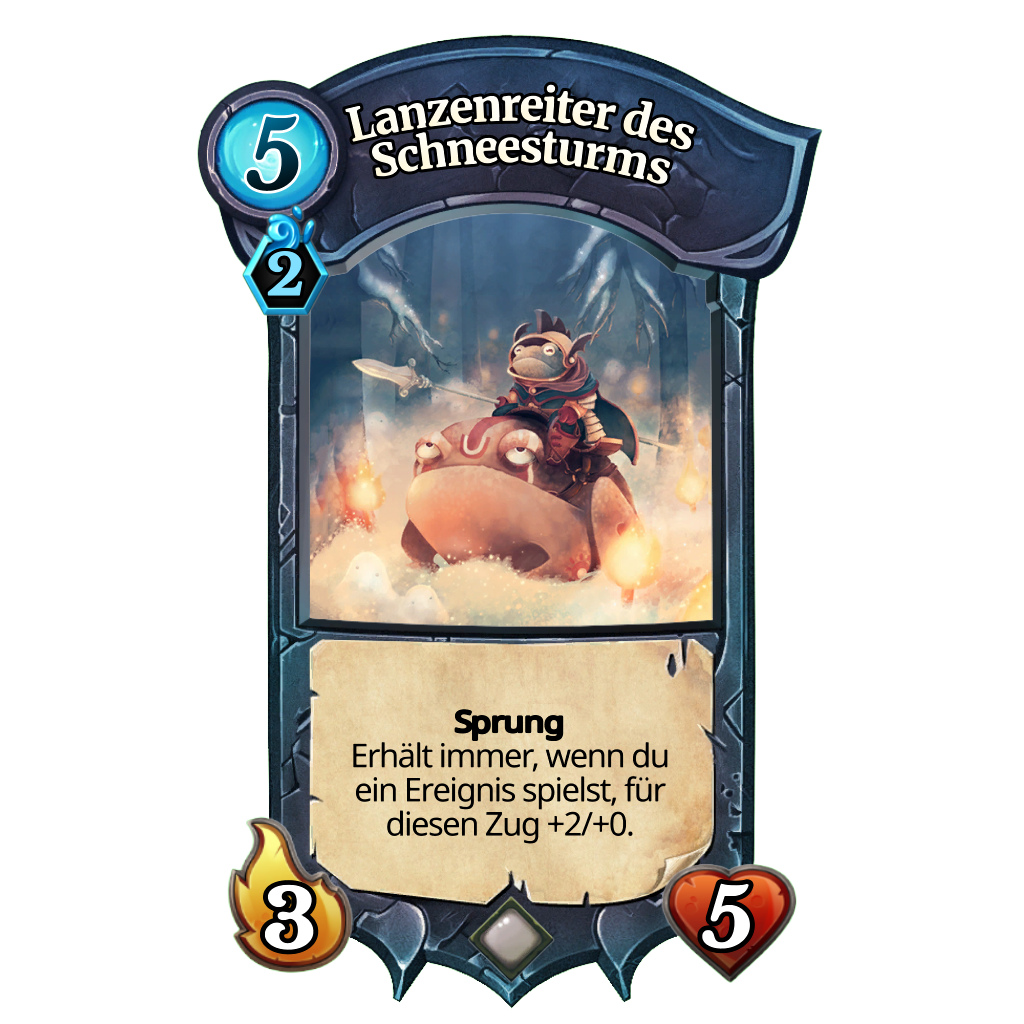 5
Lanzenreiter des
Schneesturms
2
Sprung
Erhält immer, wenn du
ein Ereignis spielst, für
diesen Zug +2/+0.
3
5